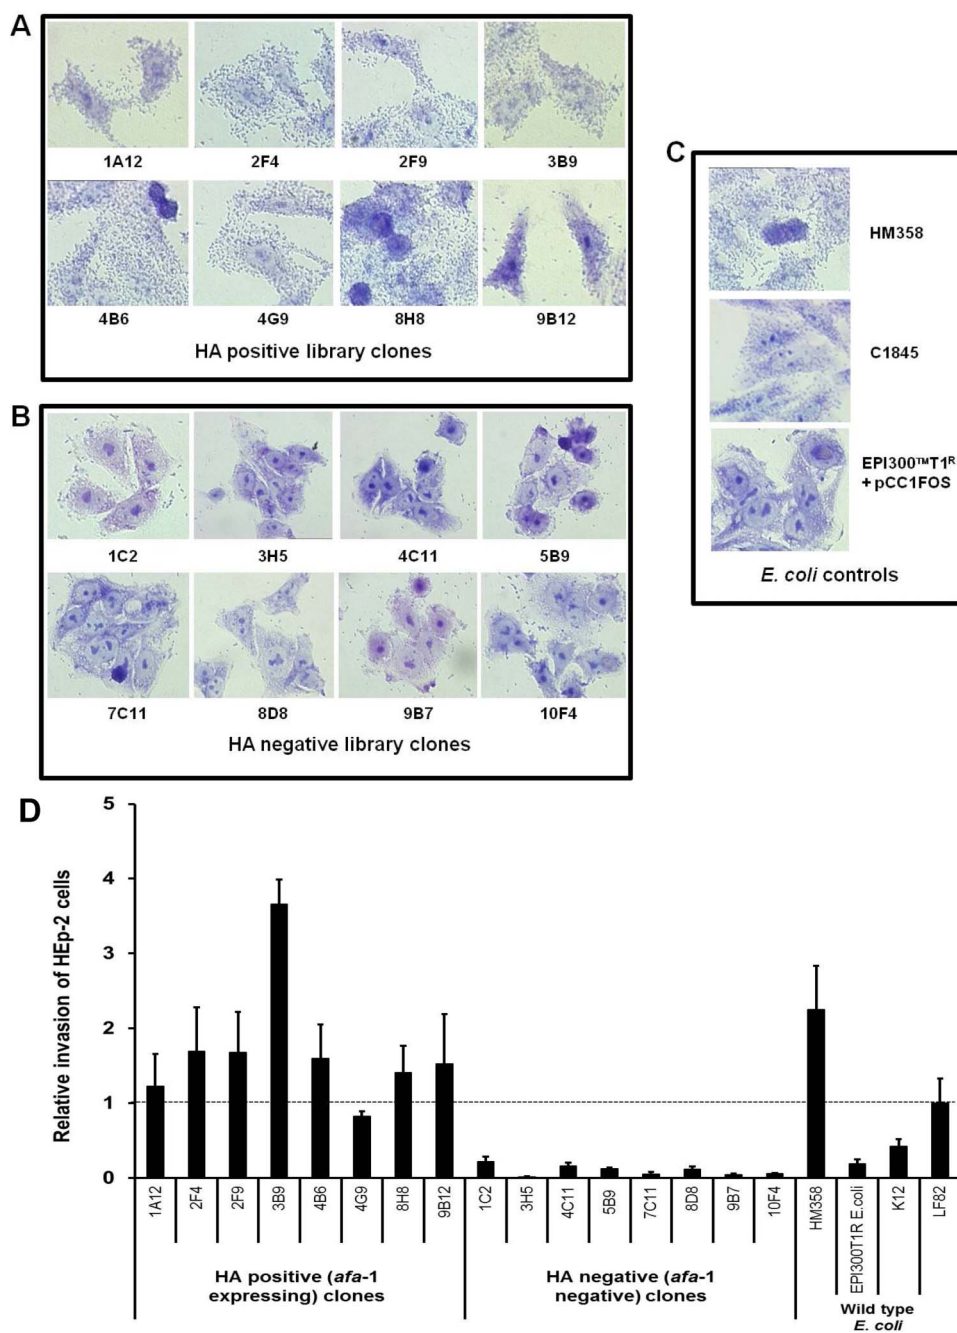 A
1A12 2F4 2F9 3B9
4B6 4G9 8H8 9B12
HA positive library clones
B
1C2 3H5 4C11 5B9
7C11 8D8 9B7 10F4
HA negative library clones
C
HM358
C1845
EPI300™T1ᴿ
+ pCC1FOS
E. coli controls
D
Relative invasion of HEp-2 cells
5
4
3
2
1
0
1A12 2F4 2F9 3B9 4B6 4G9 8H8 9B12 1C2 3H5 4C11 5B9 7C11 8D8 9B7 10F4 HM358 EPI300T1R E.coli K12 LF82
HA positive (afa-1
expressing) clones
HA negative (afa-1
negative) clones
Wild type
E. coli